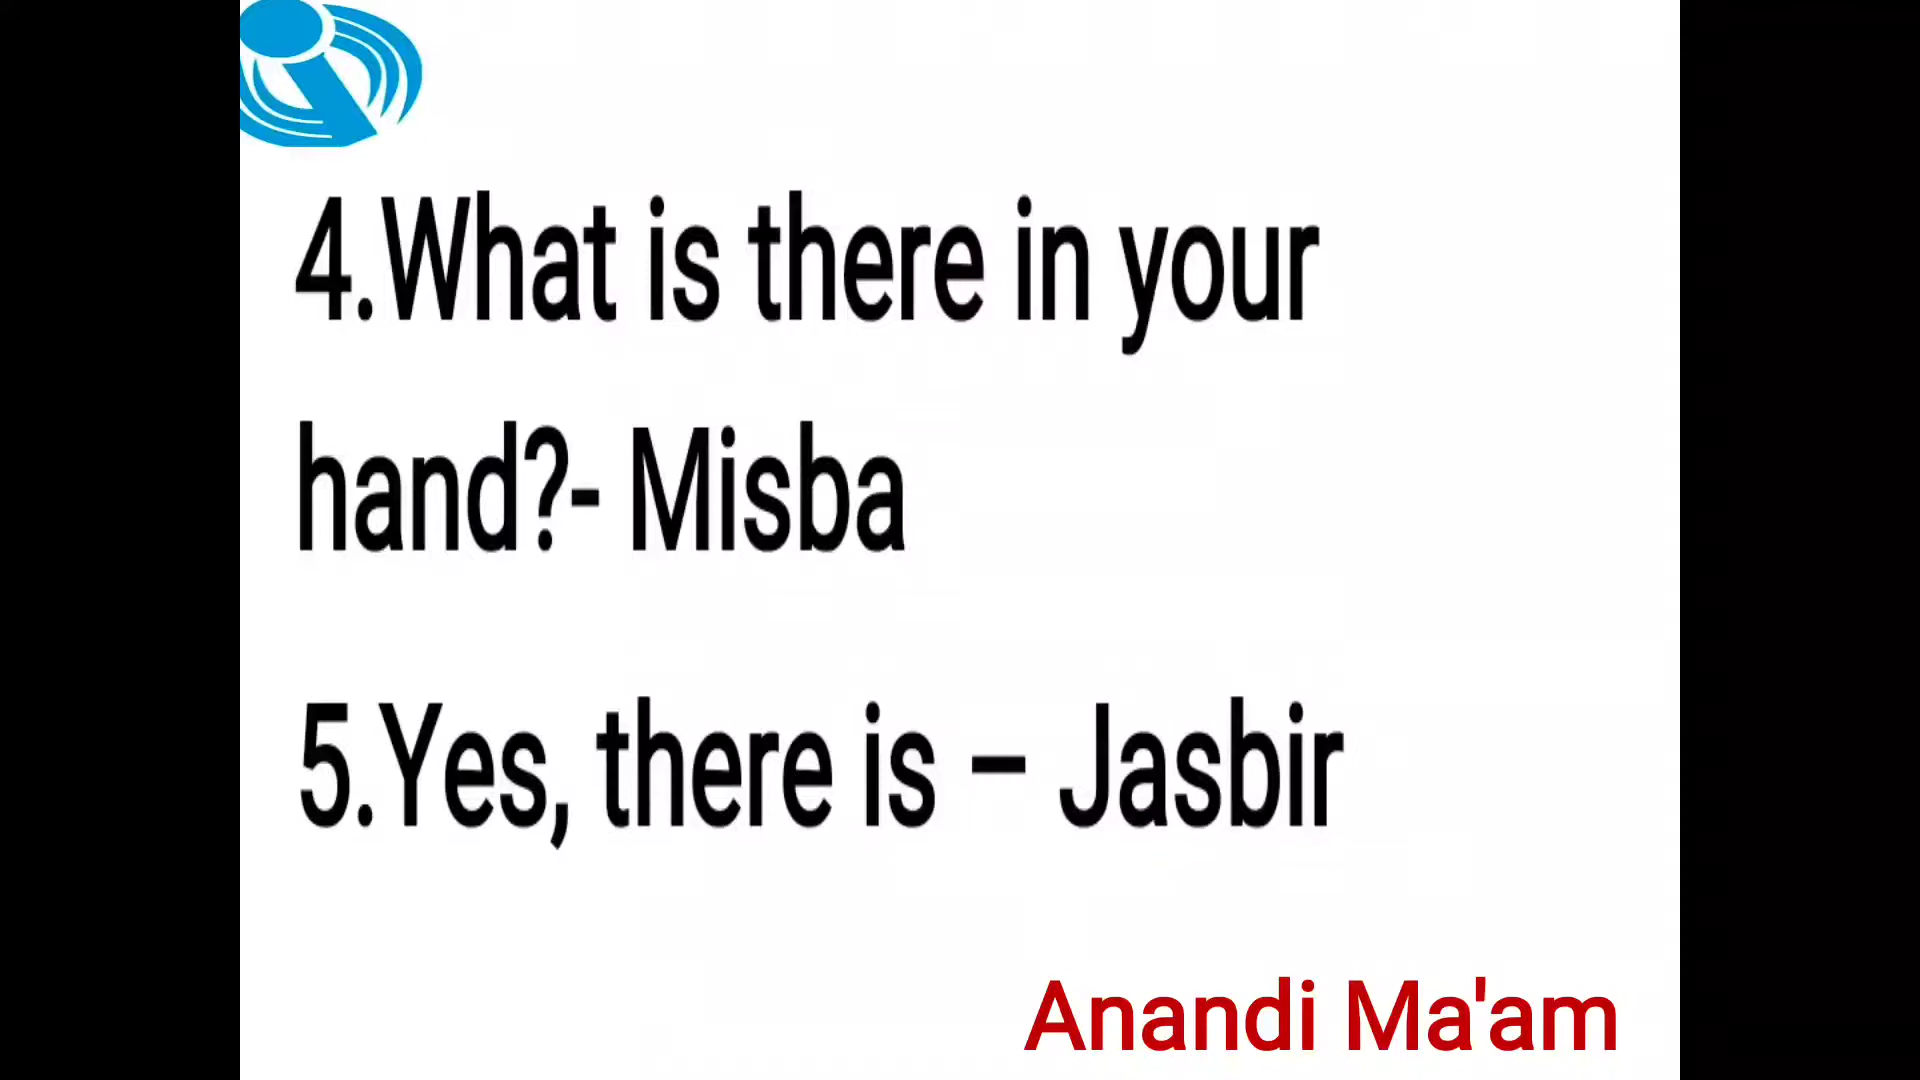 4.What is there in your
hand?- Misba
5.Yes, there is – Jasbir
Anandi Ma'am